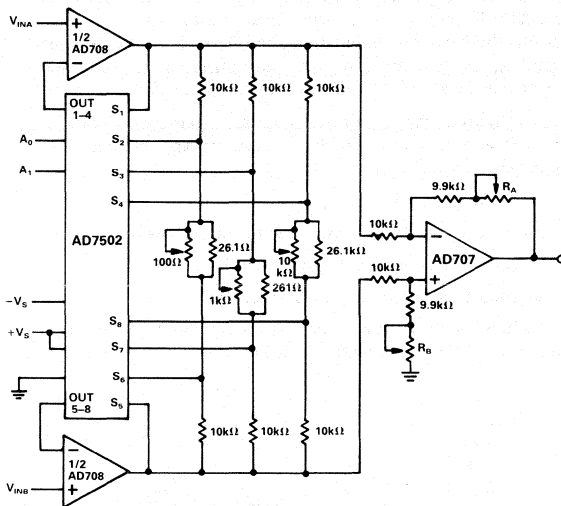 V_INA
+
1/2
AD708
−
OUT
1–4
S1
10kΩ
10kΩ
10kΩ
A0
S2
A1
S3
S4
9.9kΩ
RA
10kΩ
−
AD7502
100Ω
26.1Ω
1kΩ
261Ω
10
kΩ
26.1kΩ
10kΩ
+
AD707
9.9kΩ
RB
−VS
S8
+VS
S7
S6
OUT
5–8
S5
10kΩ
10kΩ
10kΩ
−
1/2
AD708
V_INB
+